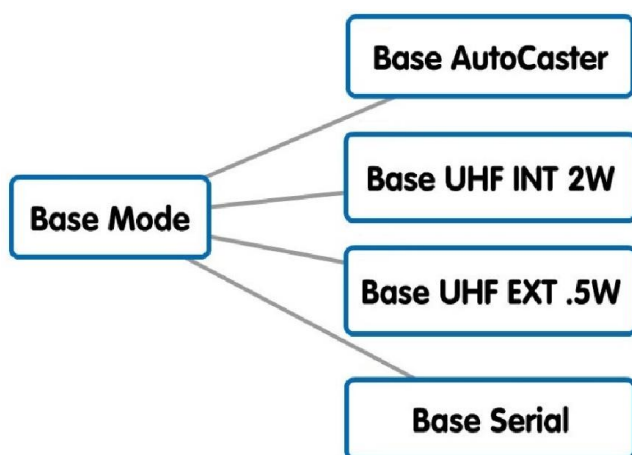 Base AutoCaster
Base UHF INT 2W
Base Mode
Base UHF EXT .5W
Base Serial